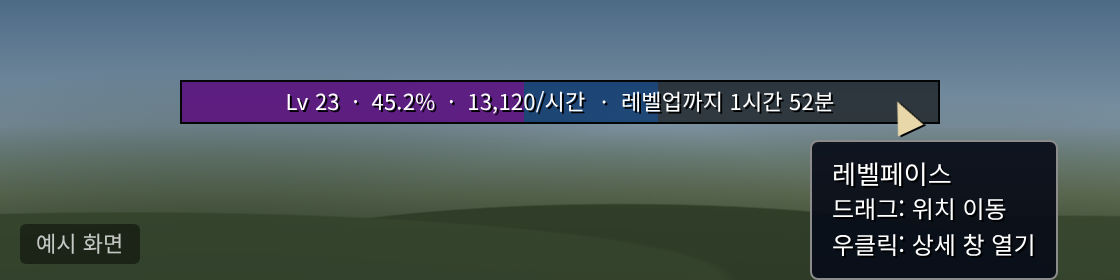 Lv 23 · 45.2% · 13,120/시간 · 레벨업까지 1시간 52분
레벨페이스
드래그: 위치 이동
우클릭: 상세 창 열기
예시 화면